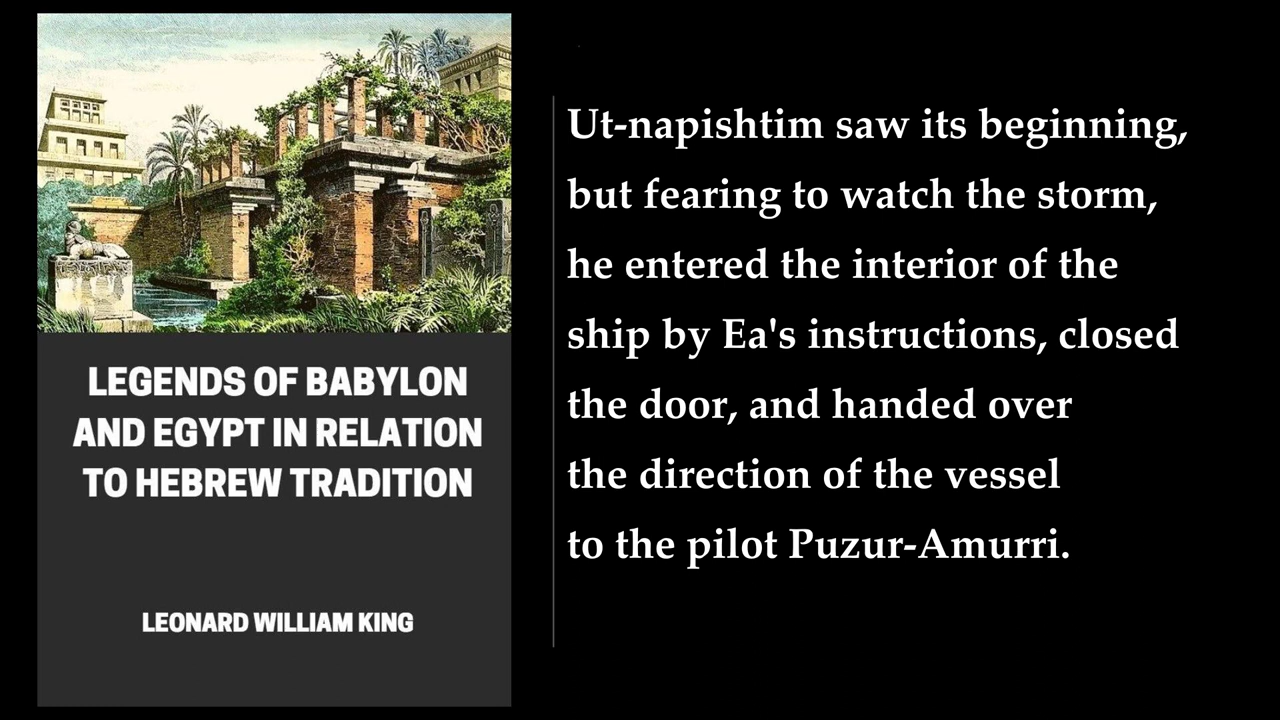 LEGENDS OF BABYLON
AND EGYPT IN RELATION
TO HEBREW TRADITION
LEONARD WILLIAM KING
Ut-napishtim saw its beginning,
but fearing to watch the storm,
he entered the interior of the
ship by Ea's instructions, closed
the door, and handed over
the direction of the vessel
to the pilot Puzur-Amurri.